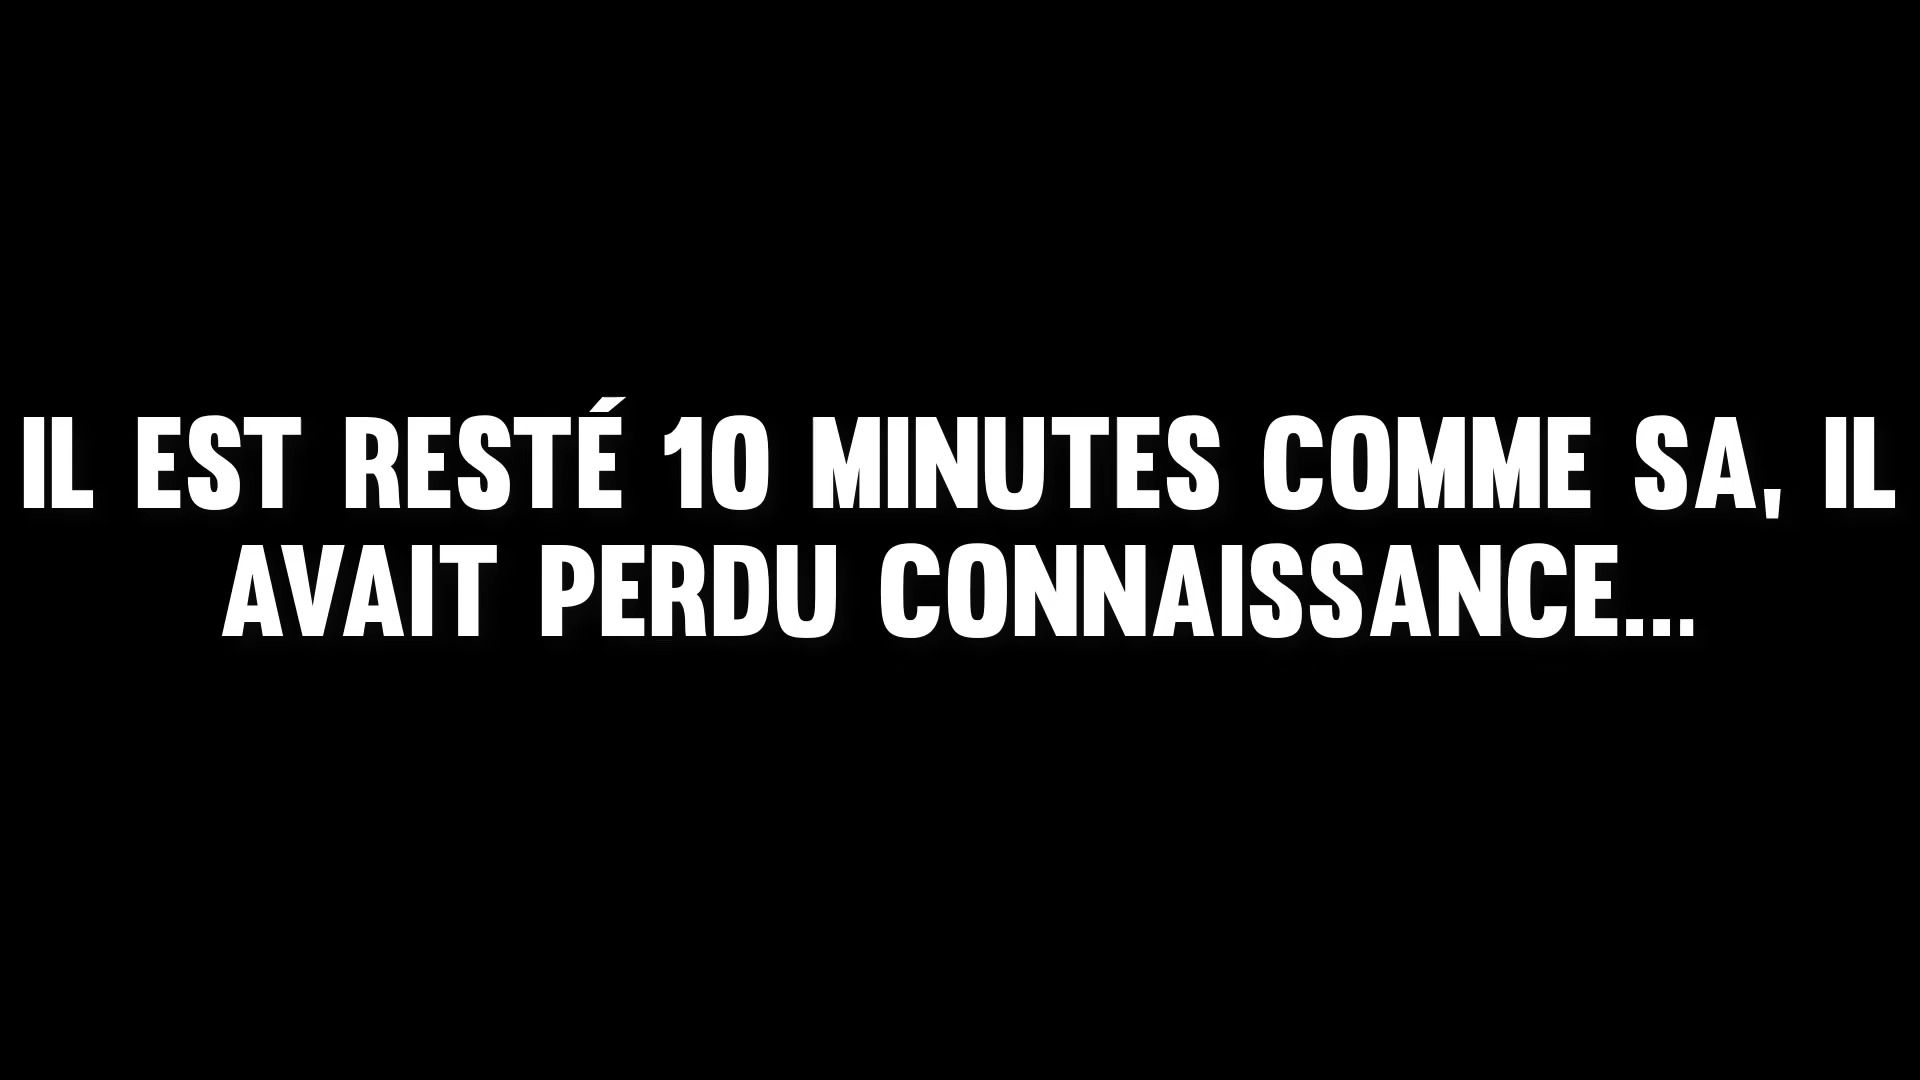 IL EST RESTÉ 10 MINUTES COMME SA, IL
AVAIT PERDU CONNAISSANCE...